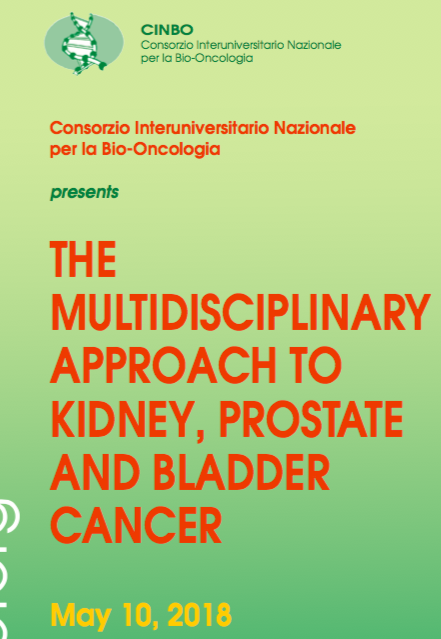 CINBO
Consorzio Interuniversitario Nazionale
per la Bio-Oncologia
Consorzio Interuniversitario Nazionale
per la Bio-Oncologia
presents
THE
MULTIDISCIPLINARY
APPROACH TO
KIDNEY, PROSTATE
AND BLADDER
CANCER
May 10, 2018